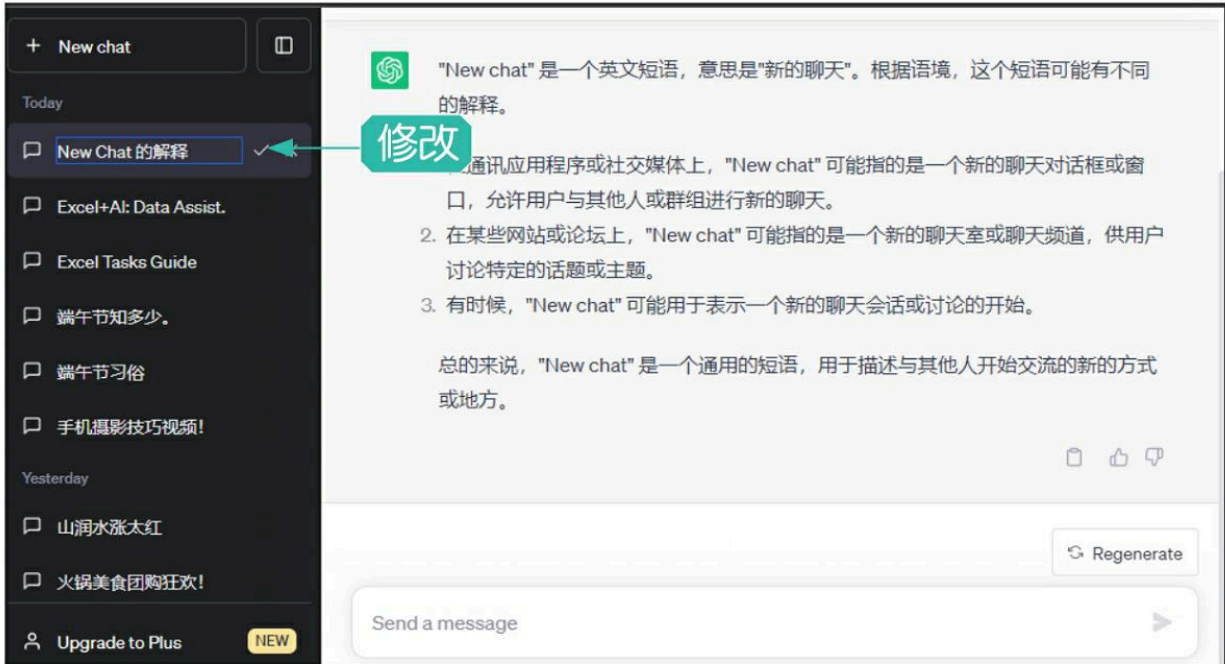 New chat
Today
New Chat 的解释
Excel+AI: Data Assist.
Excel Tasks Guide
端午节知多少。
端午节习俗
手机摄影技巧视频!
Yesterday
山润水涨太红
火锅美食团购狂欢!
Upgrade to Plus
NEW
修改
"New chat" 是一个英文短语，意思是"新的聊天"。根据语境，这个短语可能有不同
的解释。
通讯应用程序或社交媒体上，"New chat" 可能指的是一个新的聊天对话框或窗
口，允许用户与其他人或群组进行新的聊天。
2. 在某些网站或论坛上，"New chat" 可能指的是一个新的聊天室或聊天频道，供用户
讨论特定的话题或主题。
3. 有时候，"New chat" 可能用于表示一个新的聊天会话或讨论的开始。
总的来说，"New chat" 是一个通用的短语，用于描述与其他人开始交流的新的方式
或地方。
Regenerate
Send a message